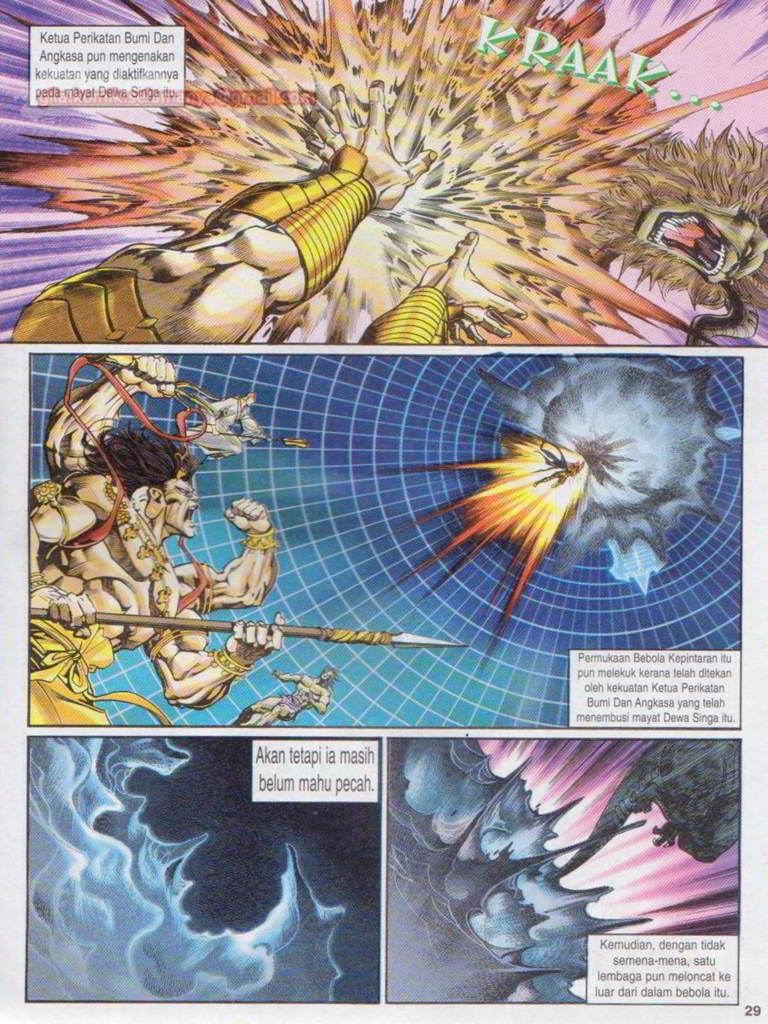 Ketua Perikatan Bumi Dan
Angkasa pun mengenakan
kekuatan yang diaktifkannya
pada mayat Dewa Singa itu.
KRAAK...
Permukaan Bebola Kepintaran itu
pun melekuk kerana telah ditekan
oleh kekuatan Ketua Perikatan
Bumi Dan Angkasa yang telah
menembusi mayat Dewa Singa itu.
Akan tetapi ia masih
belum mahu pecah.
Kemudian, dengan tidak
semena-mena, satu
lembaga pun meloncat ke
luar dari dalam bebola itu.
29